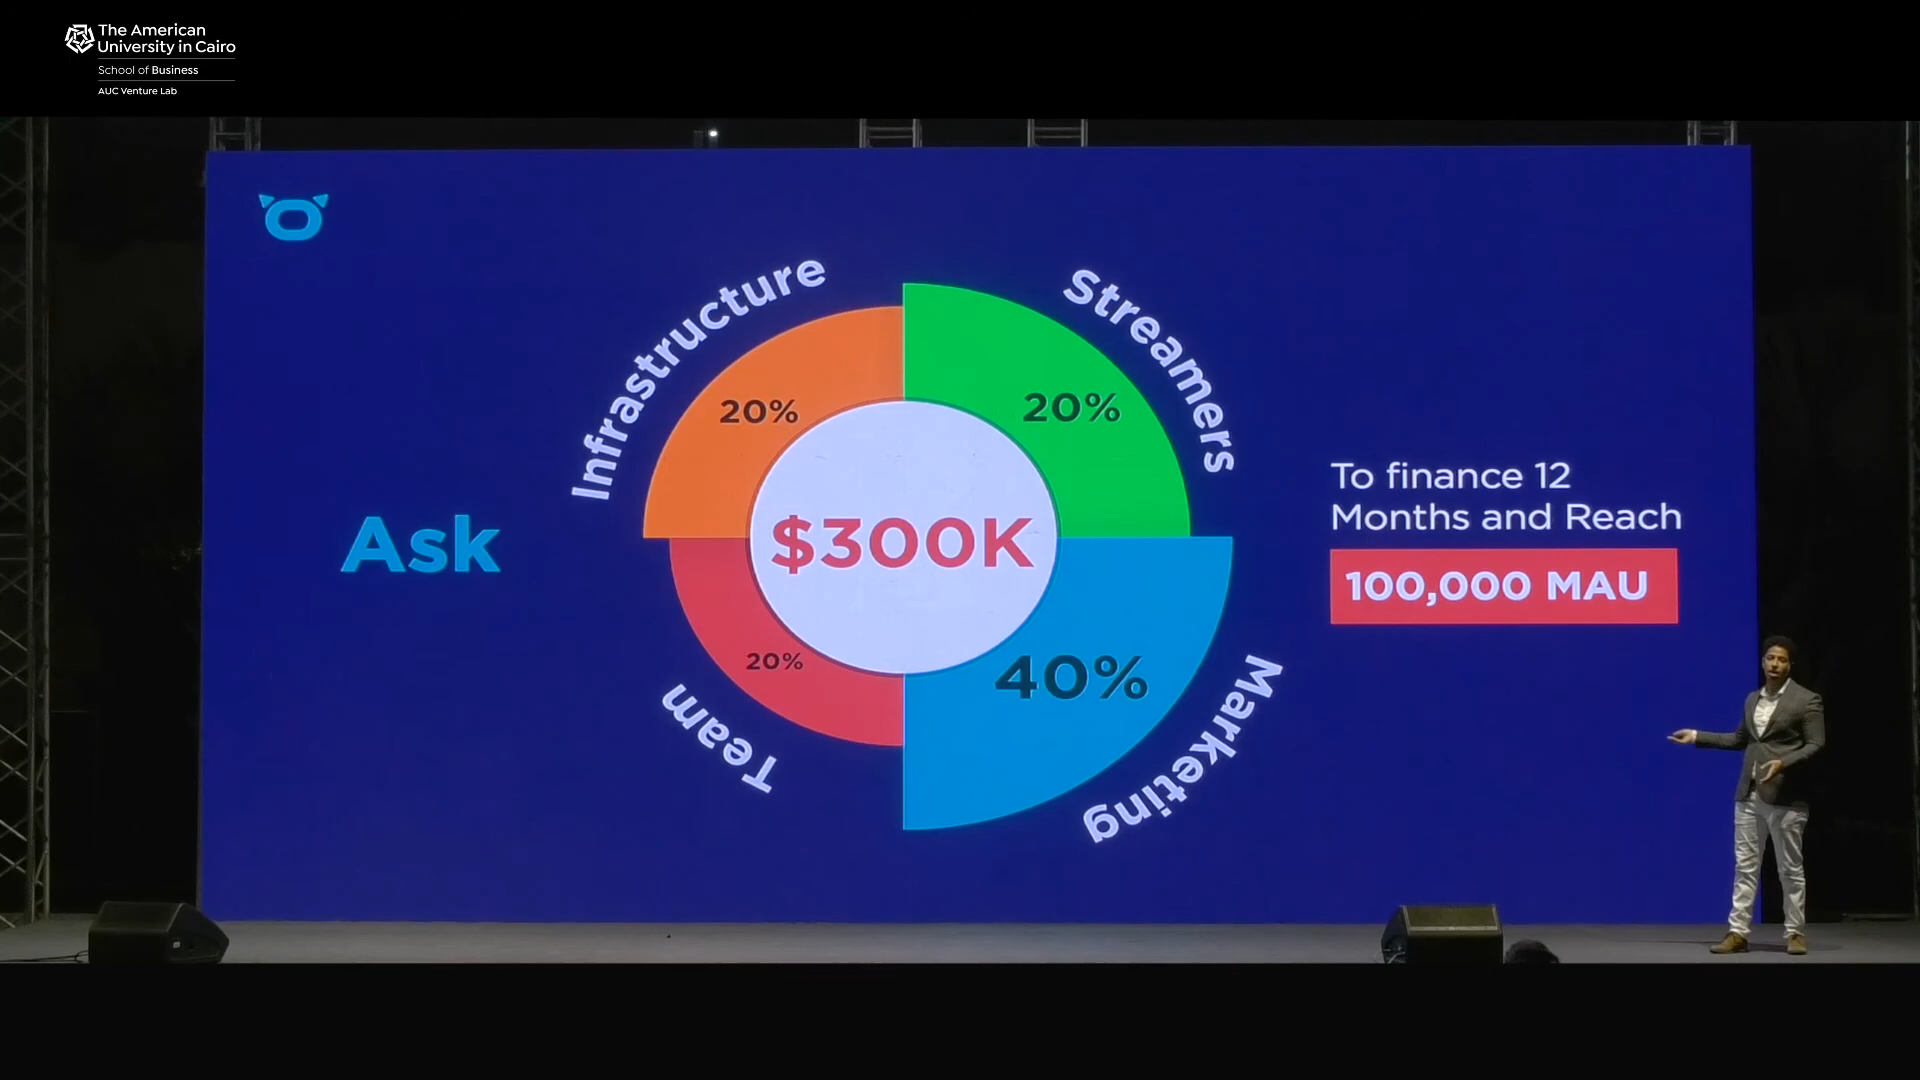 The American
University in Cairo
School of Business
AUC Venture Lab
Infrastructure
Streamers
20%
20%
Ask
$300K
To finance 12
Months and Reach
100,000 MAU
20%
40%
Team
Marketing